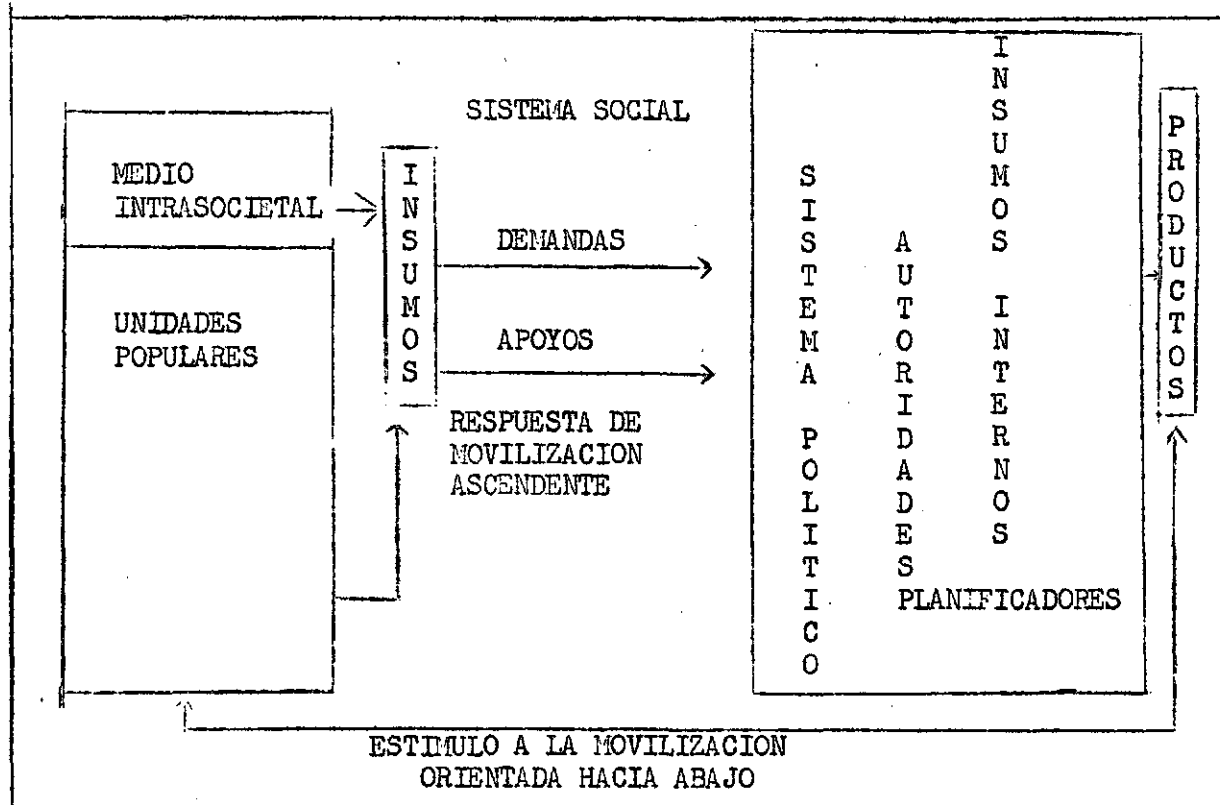 SISTEMA SOCIAL
MEDIO
INTRASOCIETAL
UNIDADES
POPULARES
INSUMOS
DEMANDAS
APOYOS
RESPUESTA DE
MOVILIZACION
ASCENDENTE
SISTEMA POLITICO
AUTORIDADES
PLANIFICADORES
INSUMOS INTERNOS
PRODUCTOS
ESTIMULO A LA MOVILIZACION
ORIENTADA HACIA ABAJO